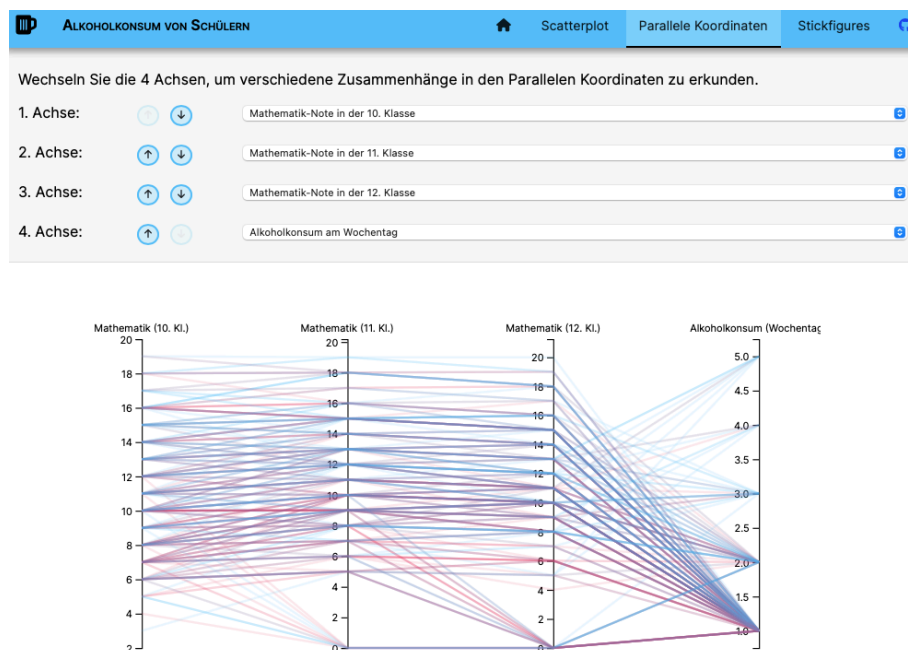 Alkoholkonsum von Schülern Scatterplot Parallele Koordinaten Stickfigures
Wechseln Sie die 4 Achsen, um verschiedene Zusammenhänge in den Parallelen Koordinaten zu erkunden.
1. Achse: Mathematik-Note in der 10. Klasse
2. Achse: Mathematik-Note in der 11. Klasse
3. Achse: Mathematik-Note in der 12. Klasse
4. Achse: Alkoholkonsum am Wochentag
Mathematik (10. Kl.) Mathematik (11. Kl.) Mathematik (12. Kl.) Alkoholkonsum (Wochentag
20 20 20 5.0
18 18 18 4.5
16 16 16 4.0
14 14 14 3.5
12 12 12 3.0
10 10 10 2.5
8 8 8 2.0
6 6 6 1.5
4 4 4 1.0
2 2 2
0 0